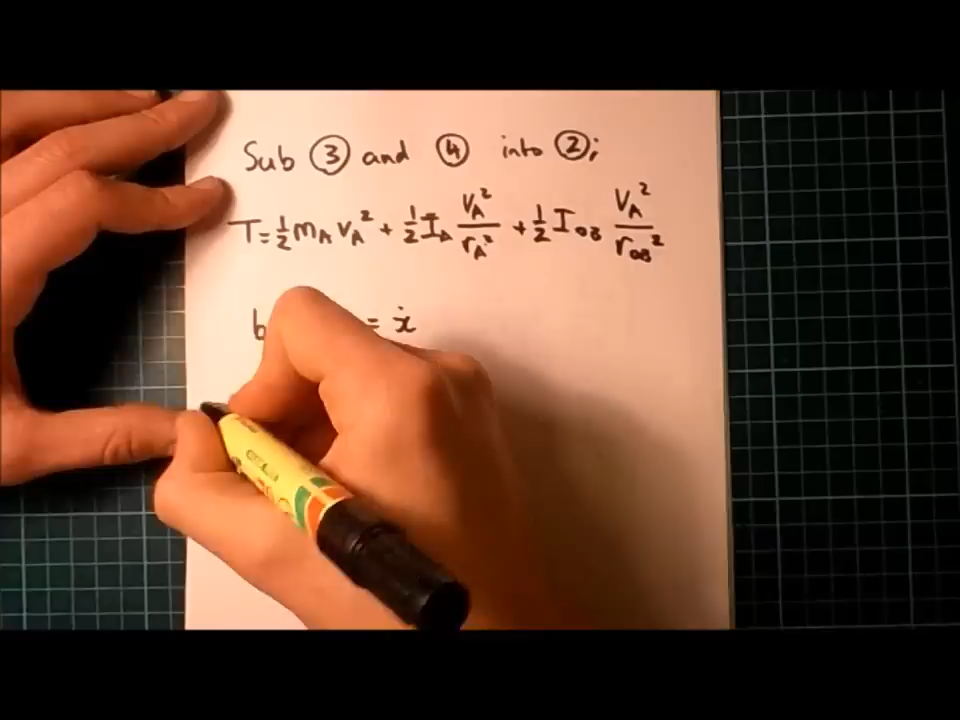 Sub ③ and ④ into ②;
T = ½ m_A v_A² + ½ I_A v_A²/r_A² + ½ I_OB v_A²/r_OB²
= ẋ